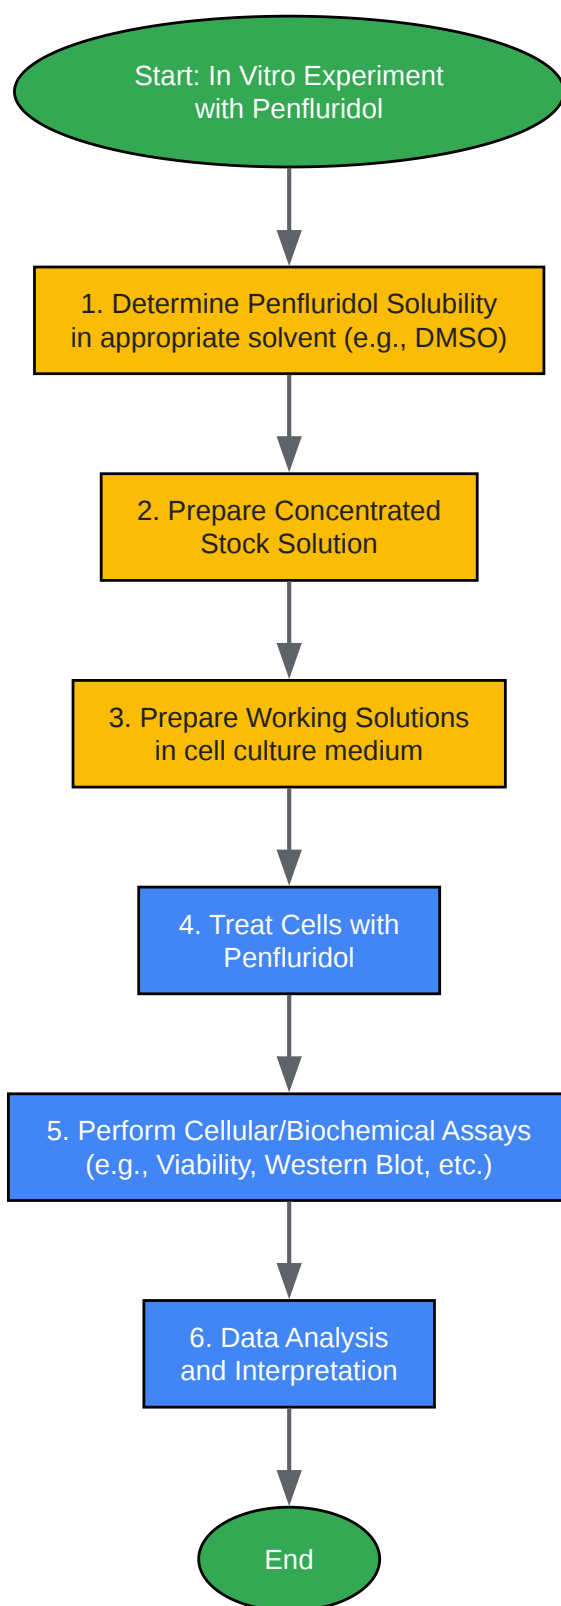 Start: In Vitro Experiment
with Penfluridol
1. Determine Penfluridol Solubility
in appropriate solvent (e.g., DMSO)
2. Prepare Concentrated
Stock Solution
3. Prepare Working Solutions
in cell culture medium
4. Treat Cells with
Penfluridol
5. Perform Cellular/Biochemical Assays
(e.g., Viability, Western Blot, etc.)
6. Data Analysis
and Interpretation
End